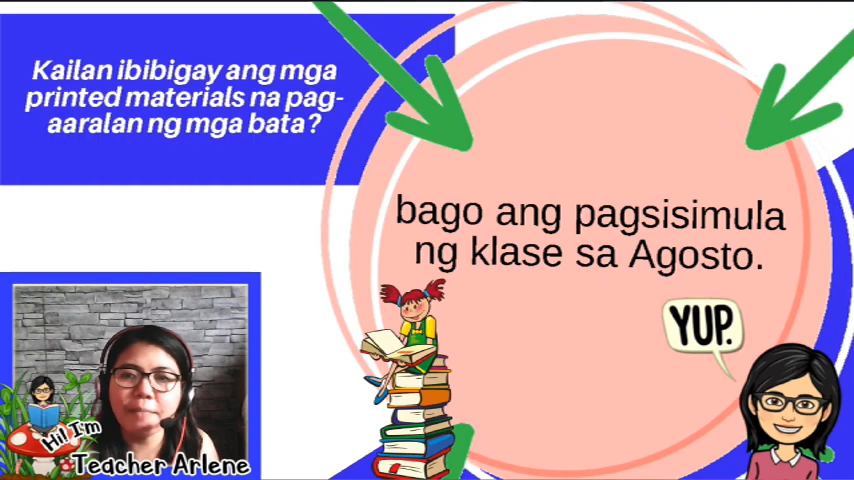 Kailan ibibigay ang mga
printed materials na pag-
aaralan ng mga bata?
bago ang pagsisimula
ng klase sa Agosto.
YUP.
Hi! I'm
Teacher Arlene